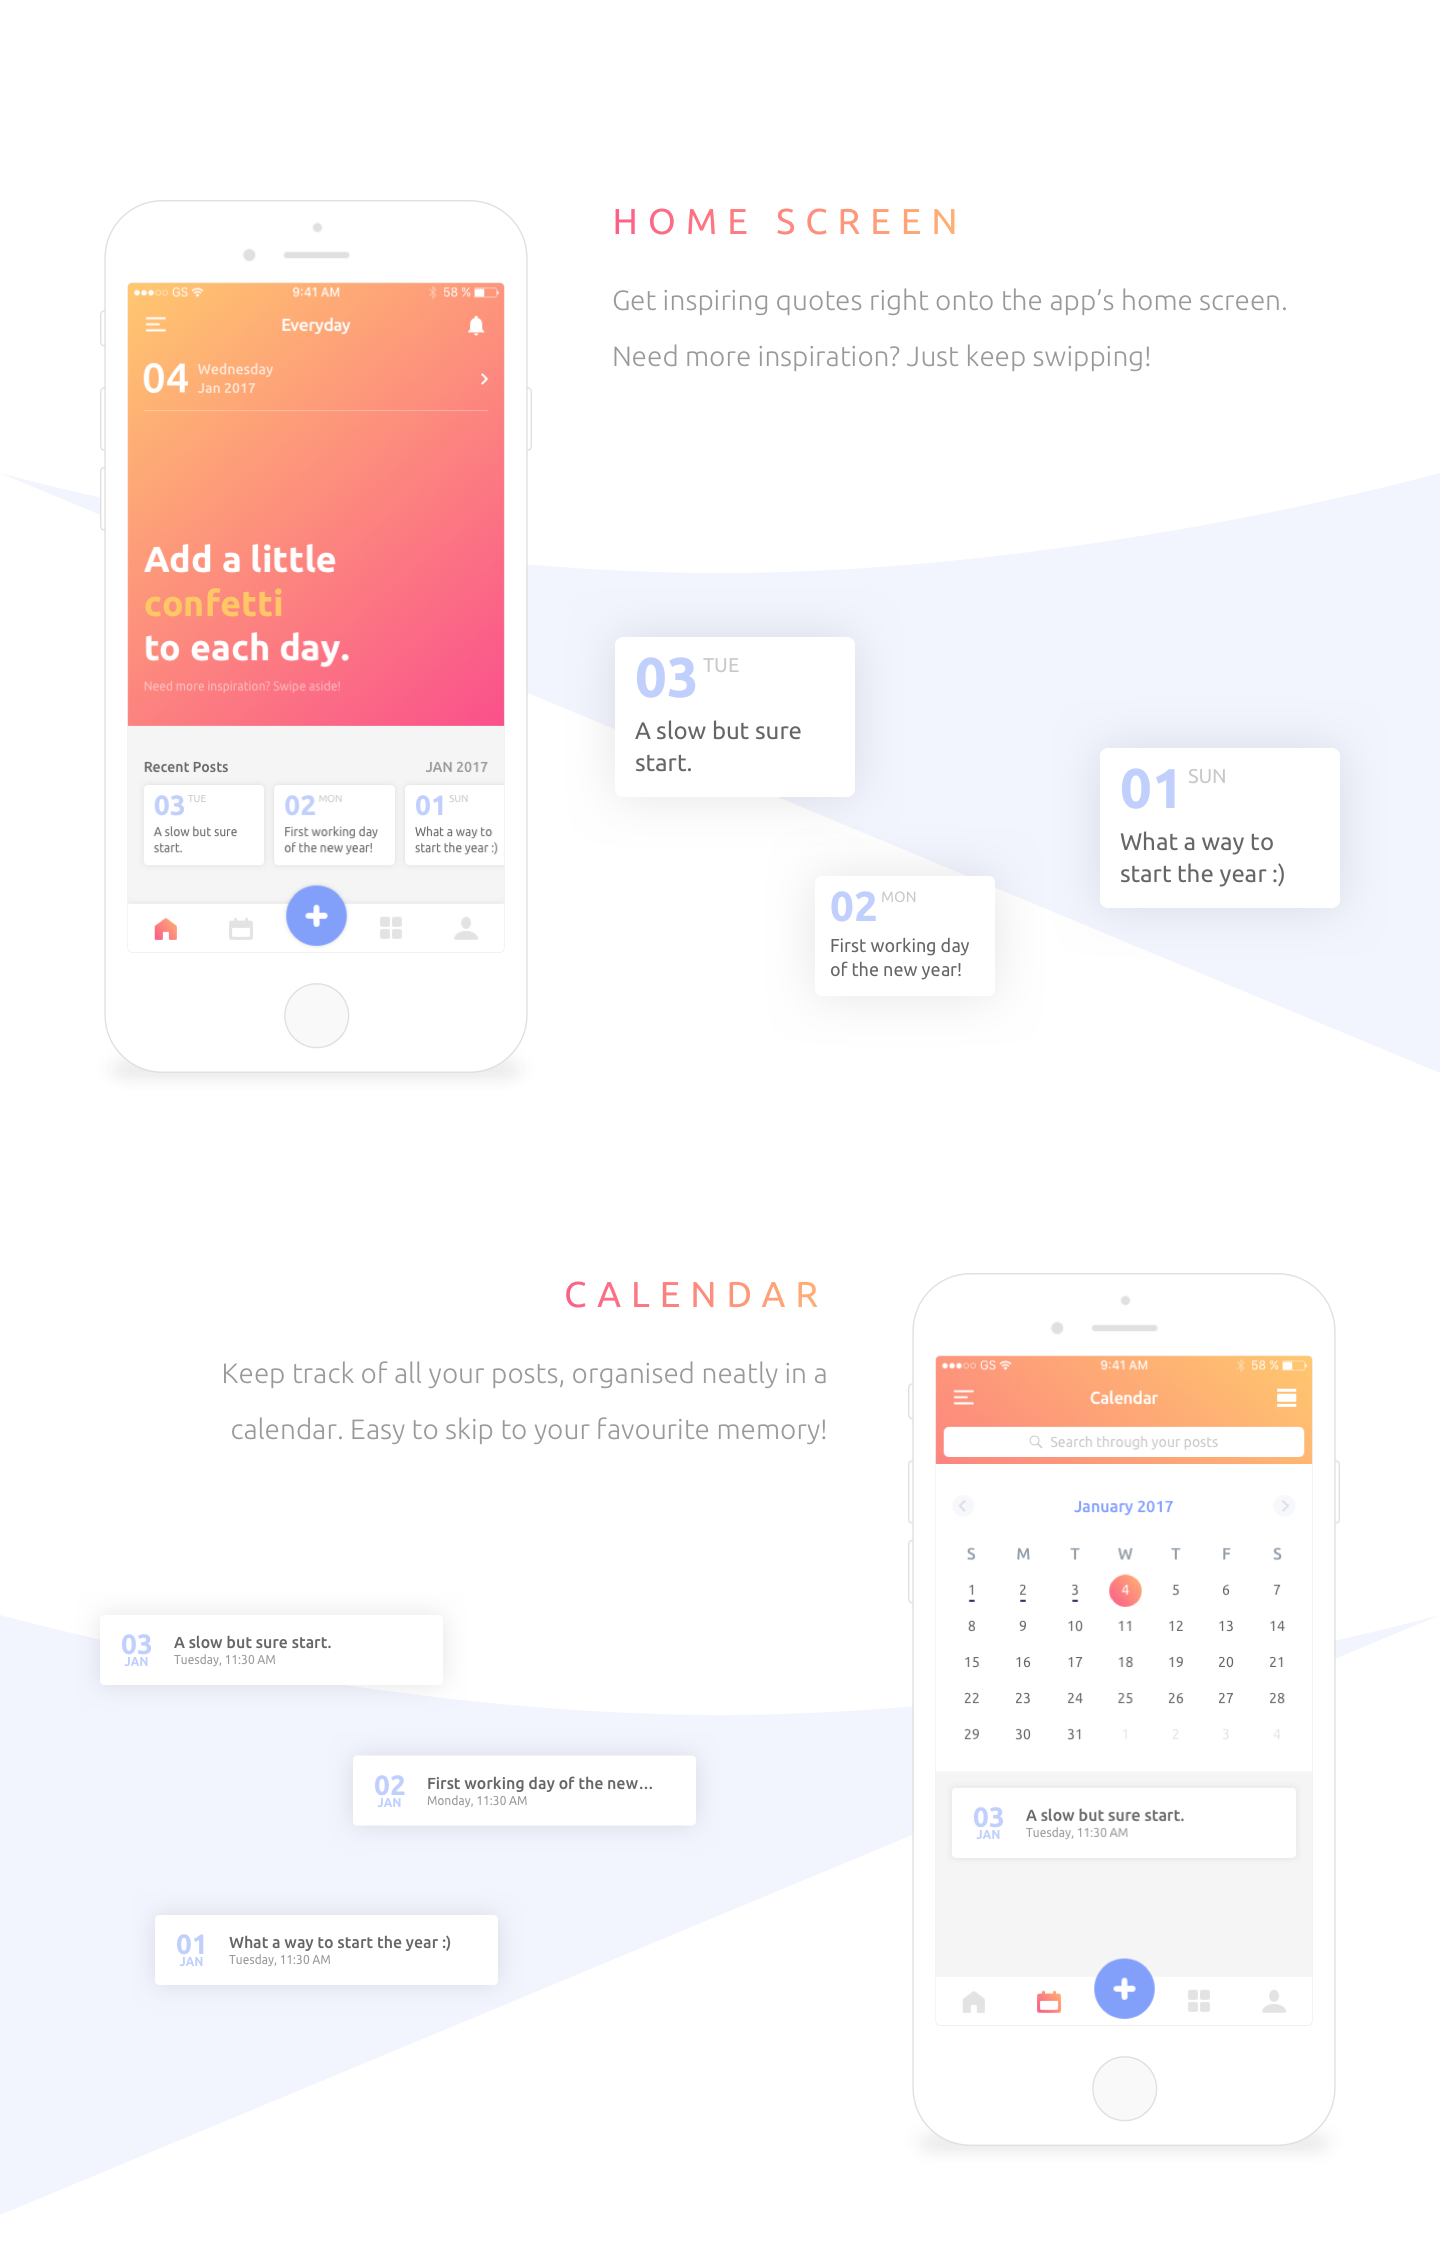 HOME SCREEN
Get inspiring quotes right onto the app's home screen.
Need more inspiration? Just keep swipping!
GS 9:41 AM 58 %
Everyday
04 Wednesday
Jan 2017
Add a little
confetti
to each day.
Need more inspiration? Swipe aside!
Recent Posts JAN 2017
03 TUE
A slow but sure
start.
02 MON
First working day
of the new year!
01 SUN
What a way to
start the year :)
03 TUE
A slow but sure
start.
01 SUN
What a way to
start the year :)
02 MON
First working day
of the new year!
CALENDAR
Keep track of all your posts, organised neatly in a
calendar. Easy to skip to your favourite memory!
03 JAN
A slow but sure start.
Tuesday, 11:30 AM
02 JAN
First working day of the new...
Monday, 11:30 AM
01 JAN
What a way to start the year :)
Tuesday, 11:30 AM
GS 9:41 AM 58 %
Calendar
Search through your posts
January 2017
S M T W T F S
1 2 3 4 5 6 7
8 9 10 11 12 13 14
15 16 17 18 19 20 21
22 23 24 25 26 27 28
29 30 31 1 2 3 4
03 JAN
A slow but sure start.
Tuesday, 11:30 AM